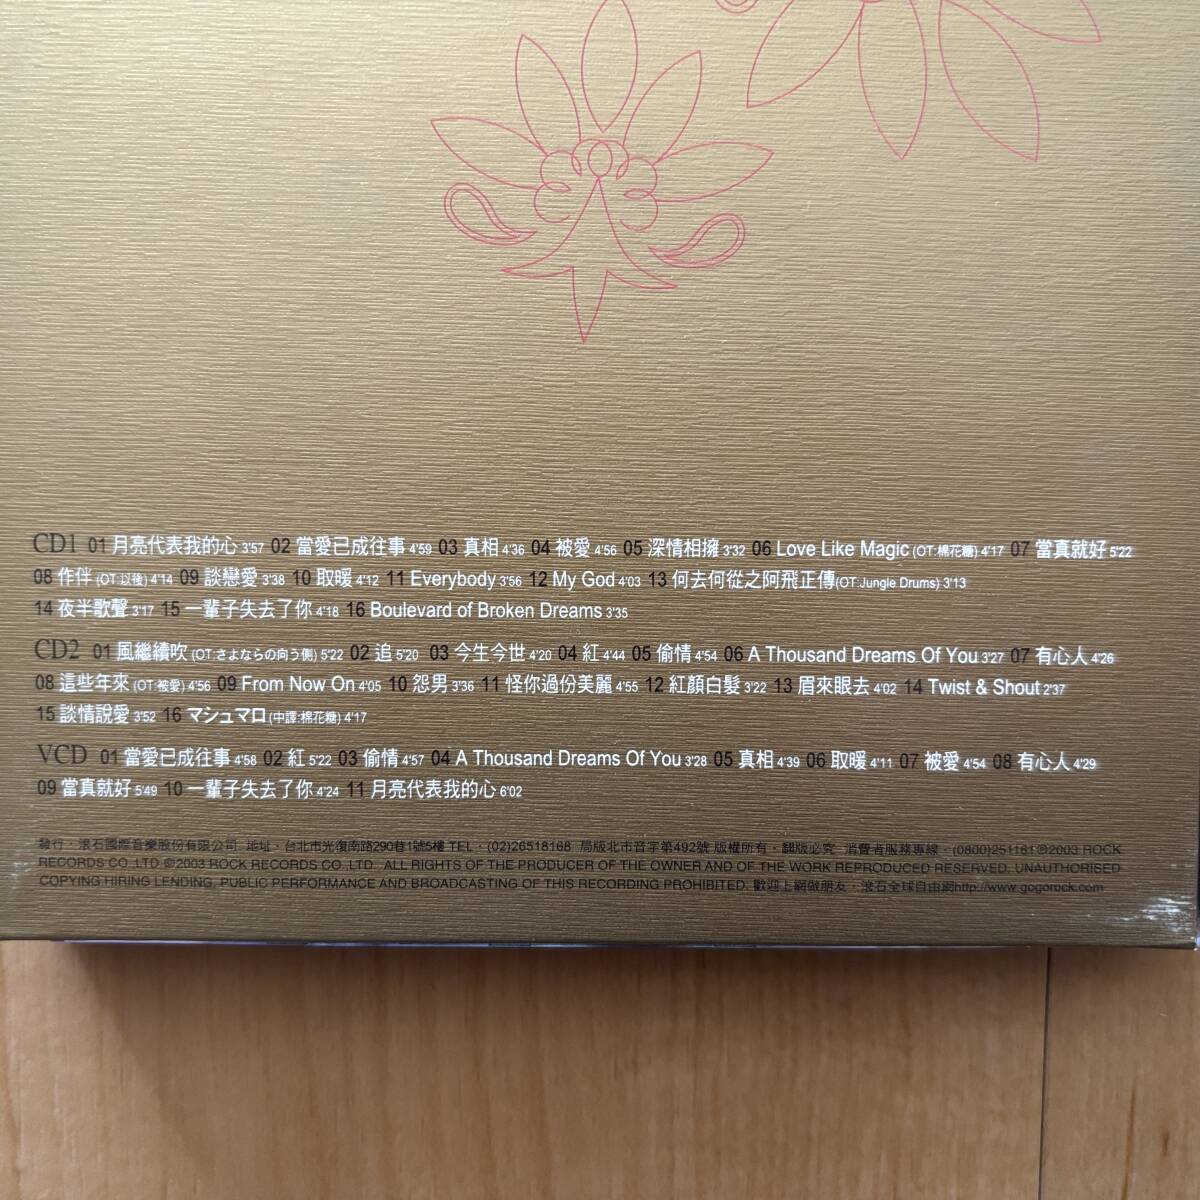 CD1 01 月亮代表我的心 3'57 02 當愛已成往事 4'59 03 真相 4'36 04 被愛 4'56 05 深情相擁 3'32 06 Love Like Magic (OT:棉花糖) 4'17 07 當真就好 5'22
08 作伴 (OT:以後) 4'14 09 談戀愛 3'38 10 取暖 4'12 11 Everybody 3'56 12 My God 4'03 13 何去何從之阿飛正傳 (OT:Jungle Drums) 3'13
14 夜半歌聲 3'17 15 一輩子失去了你 4'18 16 Boulevard of Broken Dreams 3'35
CD2 01 風繼續吹 (OT:さよならの向う側) 5'22 02 追 5'20 03 今生今世 4'20 04 紅 4'44 05 偷情 4'54 06 A Thousand Dreams Of You 3'27 07 有心人 4'26
08 這些年來 (OT:被愛) 4'56 09 From Now On 4'05 10 怨男 3'36 11 怪你過份美麗 4'55 12 紅顏白髮 3'22 13 眉來眼去 4'02 14 Twist & Shout 2'37
15 談情說愛 3'52 16 マシュマロ (中譯:棉花糖) 4'17
VCD 01 當愛已成往事 4'58 02 紅 5'22 03 偷情 4'57 04 A Thousand Dreams Of You 3'28 05 真相 4'39 06 取暖 4'11 07 被愛 4'54 08 有心人 4'29
09 當真就好 5'49 10 一輩子失去了你 4'24 11 月亮代表我的心 6'02
發行・滾石國際音樂股份有限公司 地址・台北市光復南路290巷1號5樓 TEL・(02)26518168 局版北市音字第492號 版權所有・翻版必究 消費者服務專線・(0800)251161 ℗2003 ROCK
RECORDS CO.,LTD.©2003 ROCK RECORDS CO.,LTD. ALL RIGHTS OF THE PRODUCER OF THE OWNER AND OF THE WORK REPRODUCED RESERVED, UNAUTHORISED
COPYING HIRING LENDING, PUBLIC PERFORMANCE AND BROADCASTING OF THIS RECORDING PROHIBITED. 歡迎上網做朋友・滾石全球自由網http://www.gogorock.com